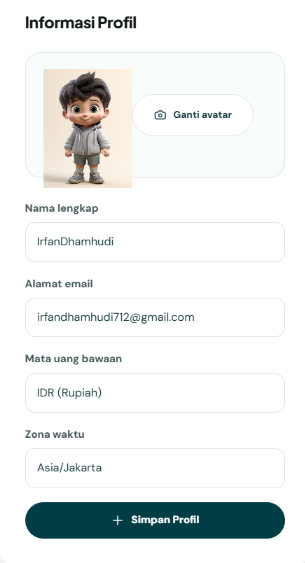 Informasi Profil
Ganti avatar
Nama lengkap
IrfanDhamhudi
Alamat email
irfandhamhudi712@gmail.com
Mata uang bawaan
IDR (Rupiah)
Zona waktu
Asia/Jakarta
Simpan Profil